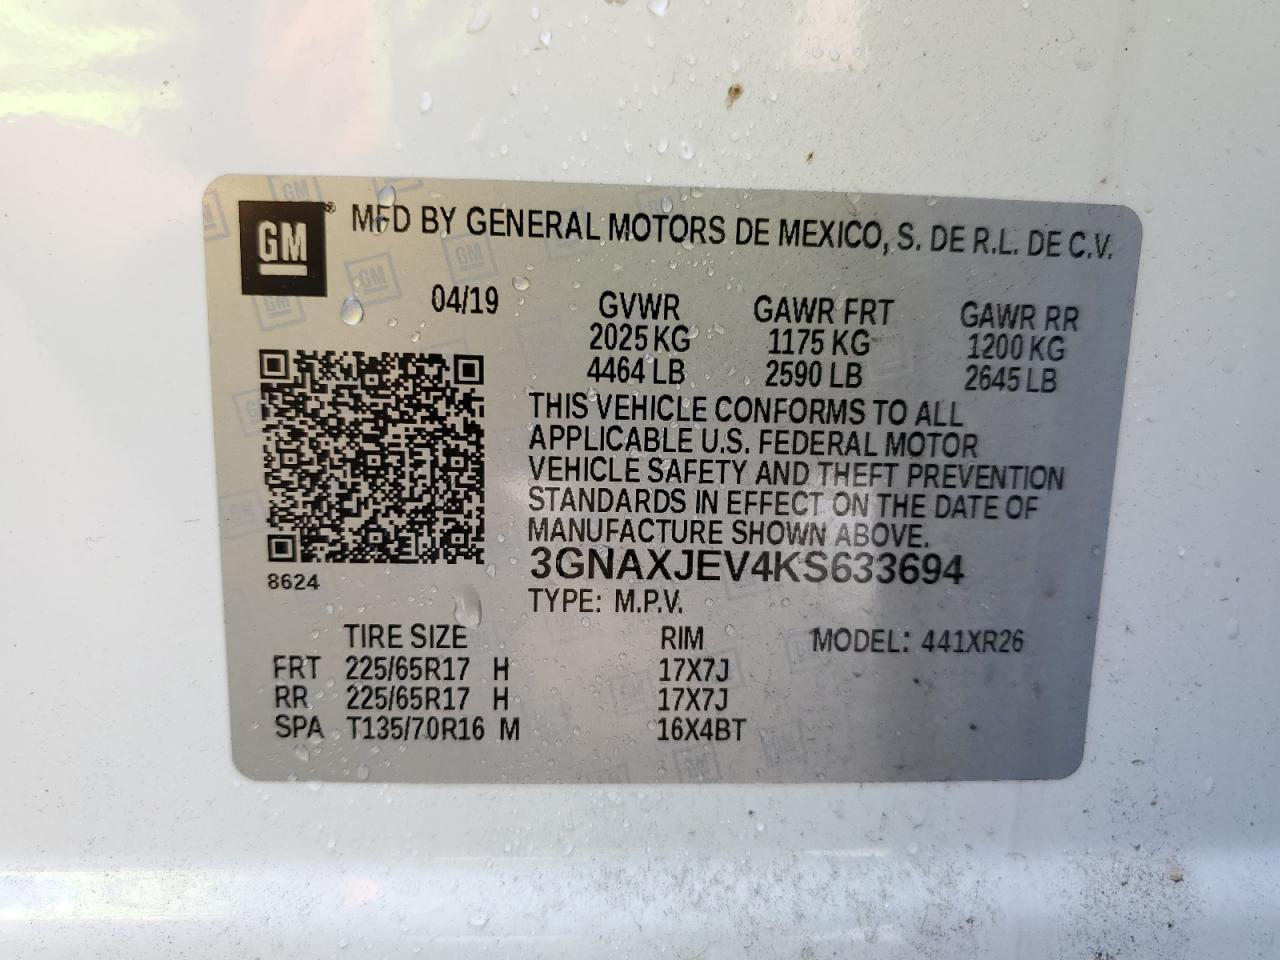 GM® MFD BY GENERAL MOTORS DE MEXICO, S. DE R.L. DE C.V.
04/19 GVWR GAWR FRT GAWR RR
2025 KG 1175 KG 1200 KG
4464 LB 2590 LB 2645 LB
THIS VEHICLE CONFORMS TO ALL
APPLICABLE U.S. FEDERAL MOTOR
VEHICLE SAFETY AND THEFT PREVENTION
STANDARDS IN EFFECT ON THE DATE OF
MANUFACTURE SHOWN ABOVE.
3GNAXJEV4KS633694
8624
TYPE: M.P.V.
TIRE SIZE RIM MODEL: 441XR26
FRT 225/65R17 H 17X7J
RR 225/65R17 H 17X7J
SPA T135/70R16 M 16X4BT